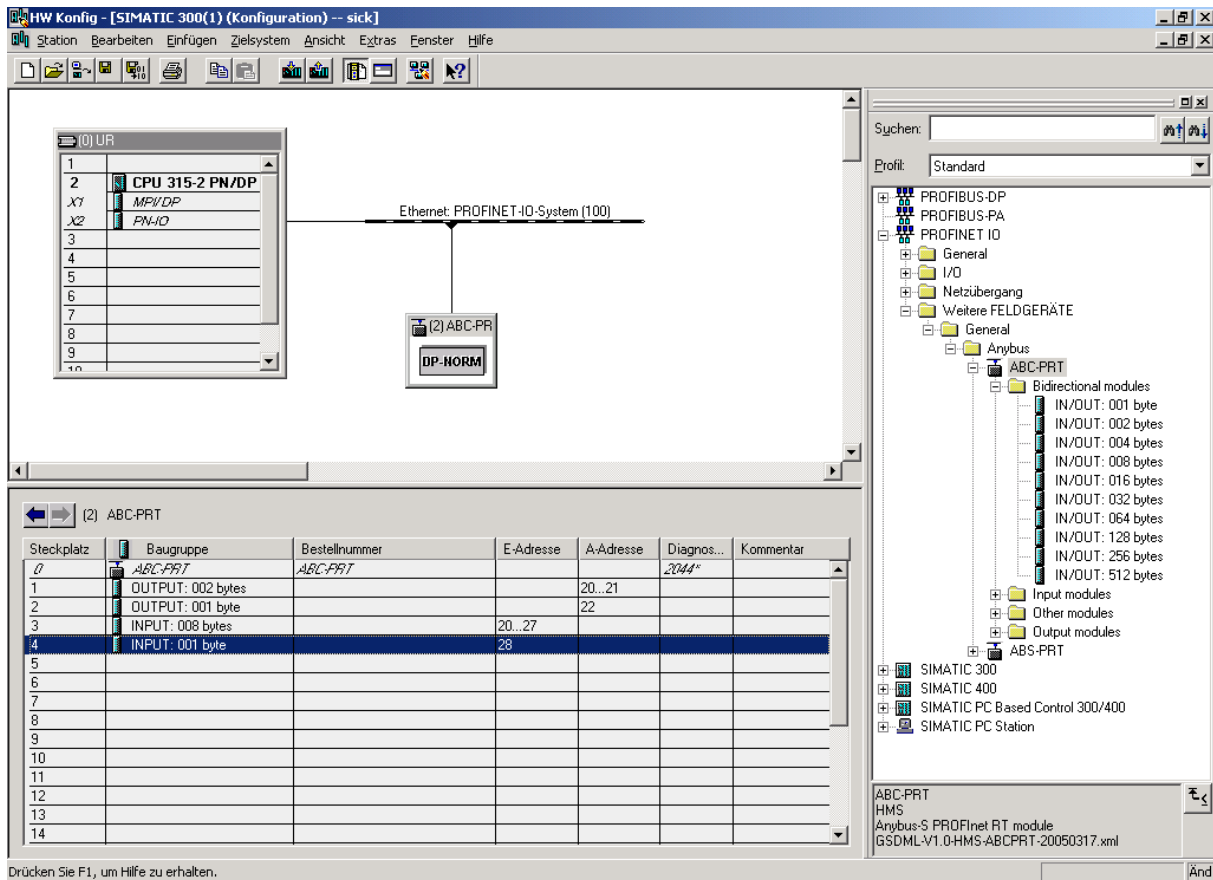 HW Konfig - [SIMATIC 300(1) (Konfiguration) -- sick]
Station Bearbeiten Einfügen Zielsystem Ansicht Extras Fenster Hilfe
(0) UR
1
2 CPU 315-2 PN/DP
X1 MPI/DP
X2 PN-IO
3
4
5
6
7
8
9
10
Ethernet: PROFINET-IO-System (100)
(2) ABC-PR
DP-NORM
(2) ABC-PRT
Steckplatz Baugruppe Bestellnummer E-Adresse A-Adresse Diagnos... Kommentar
0 ABC-PRT ABC-PRT 2044*
1 OUTPUT: 002 bytes 20...21
2 OUTPUT: 001 byte 22
3 INPUT: 008 bytes 20...27
4 INPUT: 001 byte 28
5
6
7
8
9
10
11
12
13
14
Suchen:
Profil: Standard
PROFIBUS-DP
PROFIBUS-PA
PROFINET IO
General
I/O
Netzübergang
Weitere FELDGERÄTE
General
Anybus
ABC-PRT
Bidirectional modules
IN/OUT: 001 byte
IN/OUT: 002 bytes
IN/OUT: 004 bytes
IN/OUT: 008 bytes
IN/OUT: 016 bytes
IN/OUT: 032 bytes
IN/OUT: 064 bytes
IN/OUT: 128 bytes
IN/OUT: 256 bytes
IN/OUT: 512 bytes
Input modules
Other modules
Output modules
ABS-PRT
SIMATIC 300
SIMATIC 400
SIMATIC PC Based Control 300/400
SIMATIC PC Station
ABC-PRT
HMS
Anybus-S PROFInet RT module
GSDML-V1.0-HMS-ABCPRT-20050317.xml
Drücken Sie F1, um Hilfe zu erhalten.
Änd